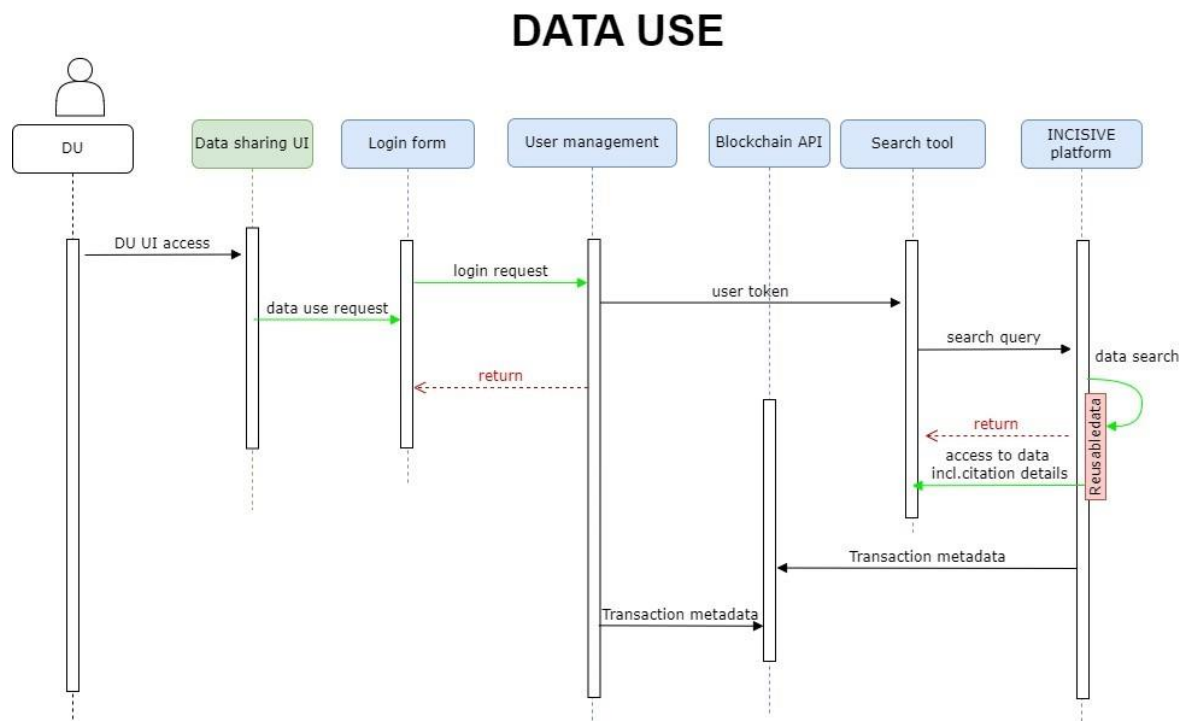 DATA USE
DU
Data sharing UI
Login form
User management
Blockchain API
Search tool
INCISIVE
platform
DU UI access
login request
user token
data use request
search query
data search
return
return
access to data
incl.citation details
Reusabledata
Transaction metadata
Transaction metadata